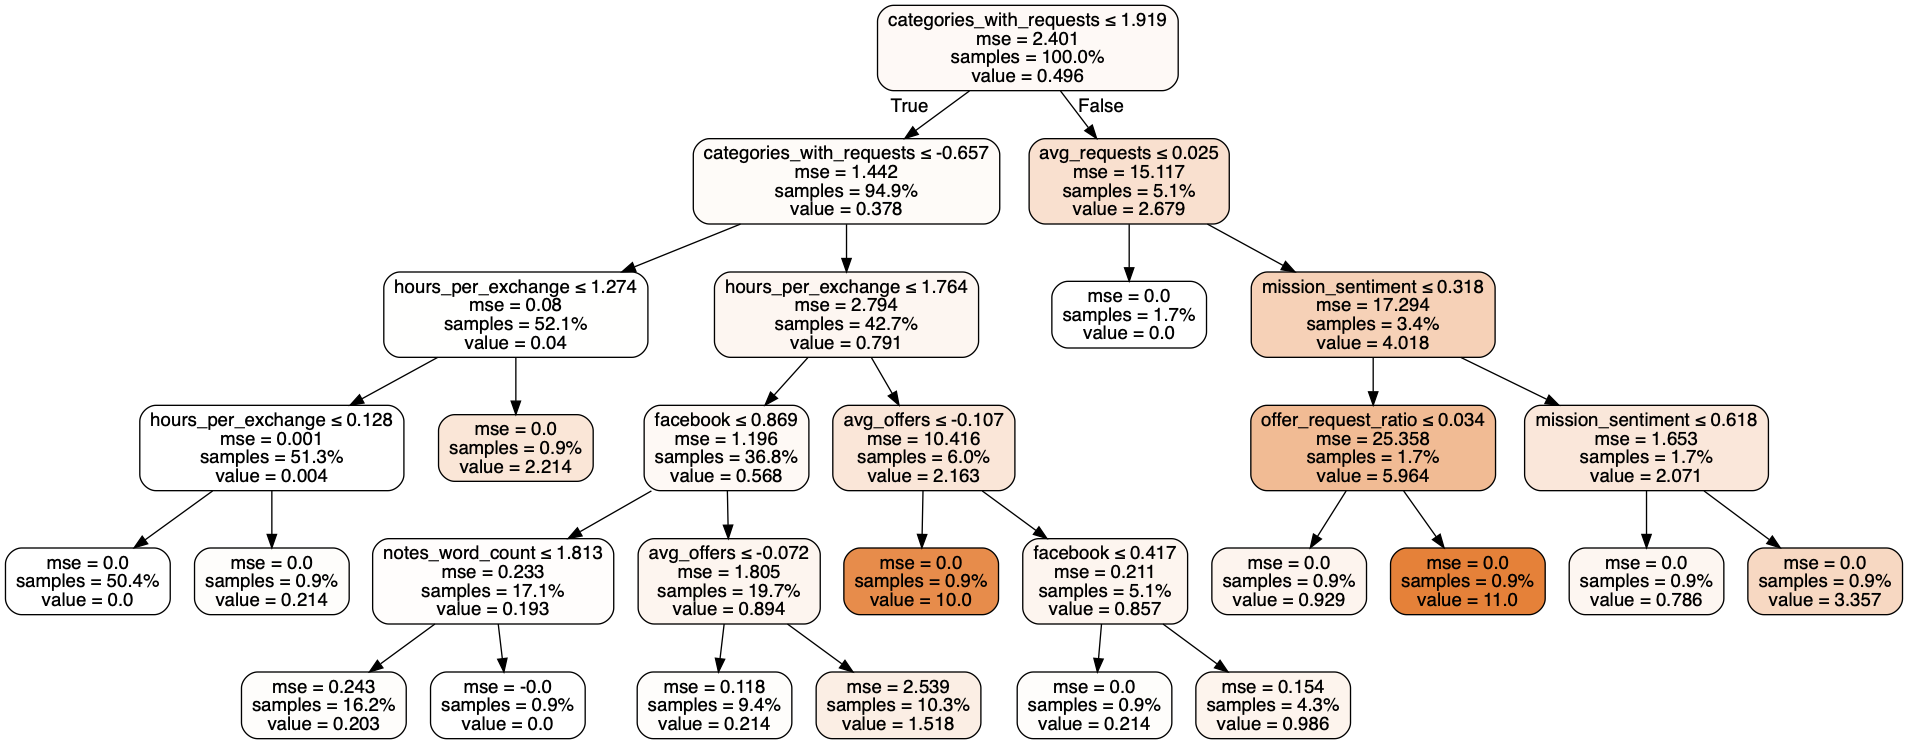 categories_with_requests ≤ 1.919
mse = 2.401
samples = 100.0%
value = 0.496
True
False
categories_with_requests ≤ -0.657
mse = 1.442
samples = 94.9%
value = 0.378
avg_requests ≤ 0.025
mse = 15.117
samples = 5.1%
value = 2.679
hours_per_exchange ≤ 1.274
mse = 0.08
samples = 52.1%
value = 0.04
hours_per_exchange ≤ 1.764
mse = 2.794
samples = 42.7%
value = 0.791
mse = 0.0
samples = 1.7%
value = 0.0
mission_sentiment ≤ 0.318
mse = 17.294
samples = 3.4%
value = 4.018
hours_per_exchange ≤ 0.128
mse = 0.001
samples = 51.3%
value = 0.004
mse = 0.0
samples = 0.9%
value = 2.214
facebook ≤ 0.869
mse = 1.196
samples = 36.8%
value = 0.568
avg_offers ≤ -0.107
mse = 10.416
samples = 6.0%
value = 2.163
offer_request_ratio ≤ 0.034
mse = 25.358
samples = 1.7%
value = 5.964
mission_sentiment ≤ 0.618
mse = 1.653
samples = 1.7%
value = 2.071
mse = 0.0
samples = 50.4%
value = 0.0
mse = 0.0
samples = 0.9%
value = 0.214
notes_word_count ≤ 1.813
mse = 0.233
samples = 17.1%
value = 0.193
avg_offers ≤ -0.072
mse = 1.805
samples = 19.7%
value = 0.894
mse = 0.0
samples = 0.9%
value = 10.0
facebook ≤ 0.417
mse = 0.211
samples = 5.1%
value = 0.857
mse = 0.0
samples = 0.9%
value = 0.929
mse = 0.0
samples = 0.9%
value = 11.0
mse = 0.0
samples = 0.9%
value = 0.786
mse = 0.0
samples = 0.9%
value = 3.357
mse = 0.243
samples = 16.2%
value = 0.203
mse = -0.0
samples = 0.9%
value = 0.0
mse = 0.118
samples = 9.4%
value = 0.214
mse = 2.539
samples = 10.3%
value = 1.518
mse = 0.0
samples = 0.9%
value = 0.214
mse = 0.154
samples = 4.3%
value = 0.986